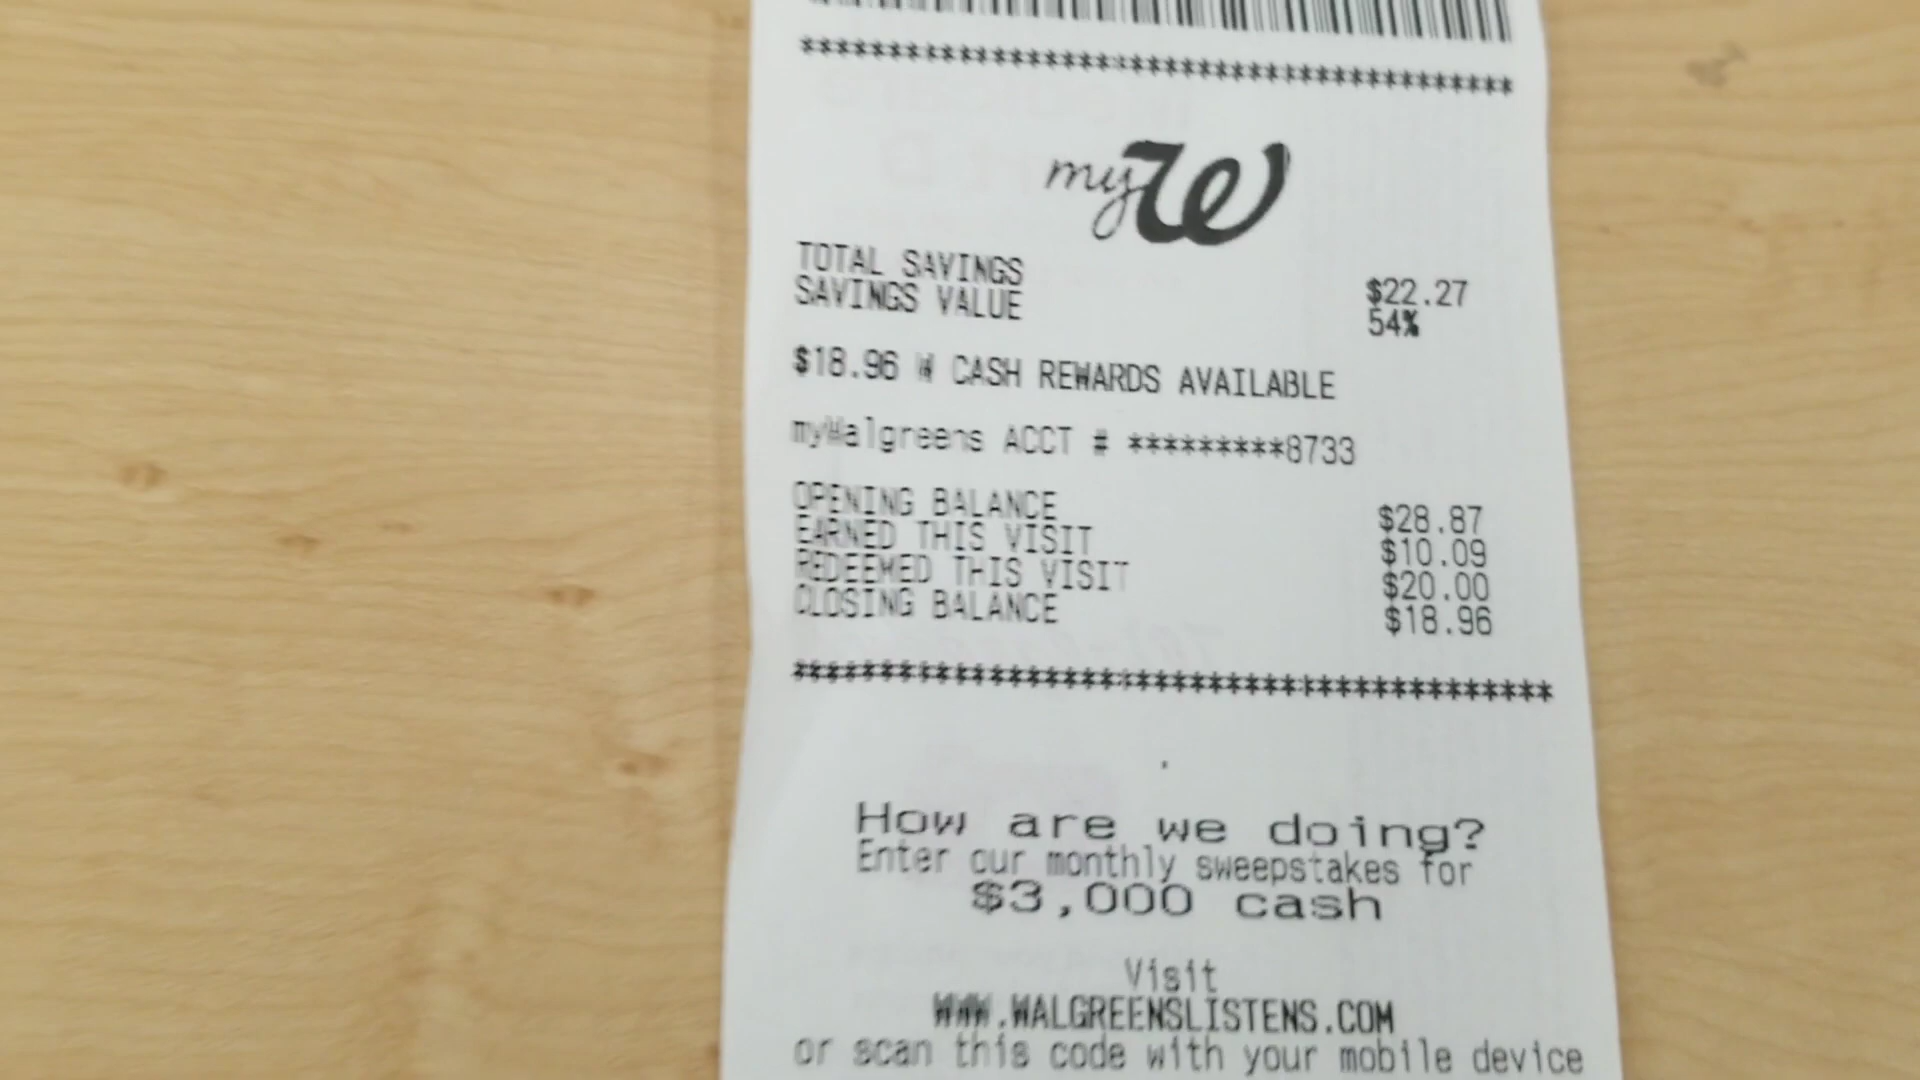 ******************************************
my W
TOTAL SAVINGS $22.27
SAVINGS VALUE 54%
$18.96 W CASH REWARDS AVAILABLE
myWalgreens ACCT # *********8733
OPENING BALANCE $28.87
EARNED THIS VISIT $10.09
REDEEMED THIS VISIT $20.00
CLOSING BALANCE $18.96
******************************************
How are we doing?
Enter our monthly sweepstakes for
$3,000 cash
Visit
WWW.WALGREENSLISTENS.COM
or scan this code with your mobile device